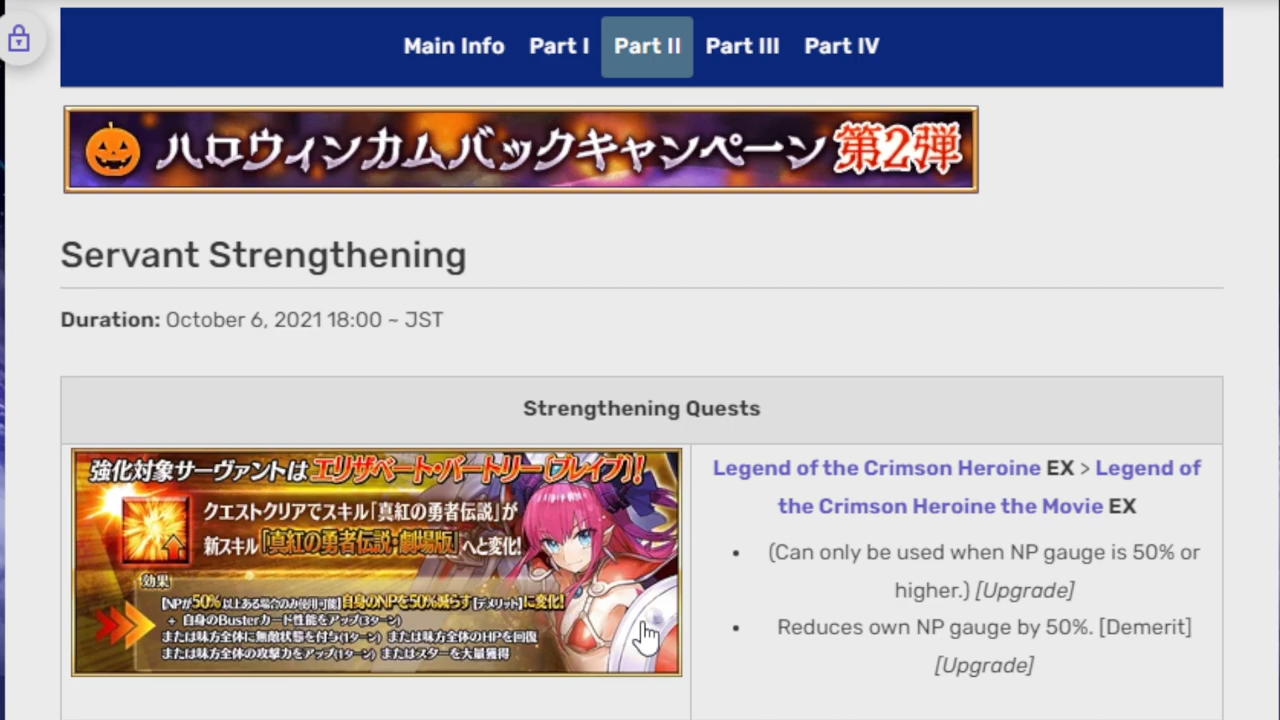 Main Info Part I Part II Part III Part IV
ハロウィンカムバックキャンペーン 第2弾
Servant Strengthening
Duration: October 6, 2021 18:00 ~ JST
Strengthening Quests
強化対象サーヴァントはエリザベート・バートリー〔ブレイブ〕!
クエストクリアでスキル「真紅の勇者伝説」が
新スキル「真紅の勇者伝説・劇場版」へと変化!
効果
[NPが50%以上ある場合のみ使用可能]自身のNPを50%減らす[デメリット]に変化!
+ 自身のBusterカード性能をアップ(3ターン)
または味方全体に無敵状態を付与(1ターン) または味方全体のHPを回復
または味方全体の攻撃力をアップ(1ターン) またはスターを大量獲得
Legend of the Crimson Heroine EX > Legend of
the Crimson Heroine the Movie EX
• (Can only be used when NP gauge is 50% or
higher.) [Upgrade]
• Reduces own NP gauge by 50%. [Demerit]
[Upgrade]